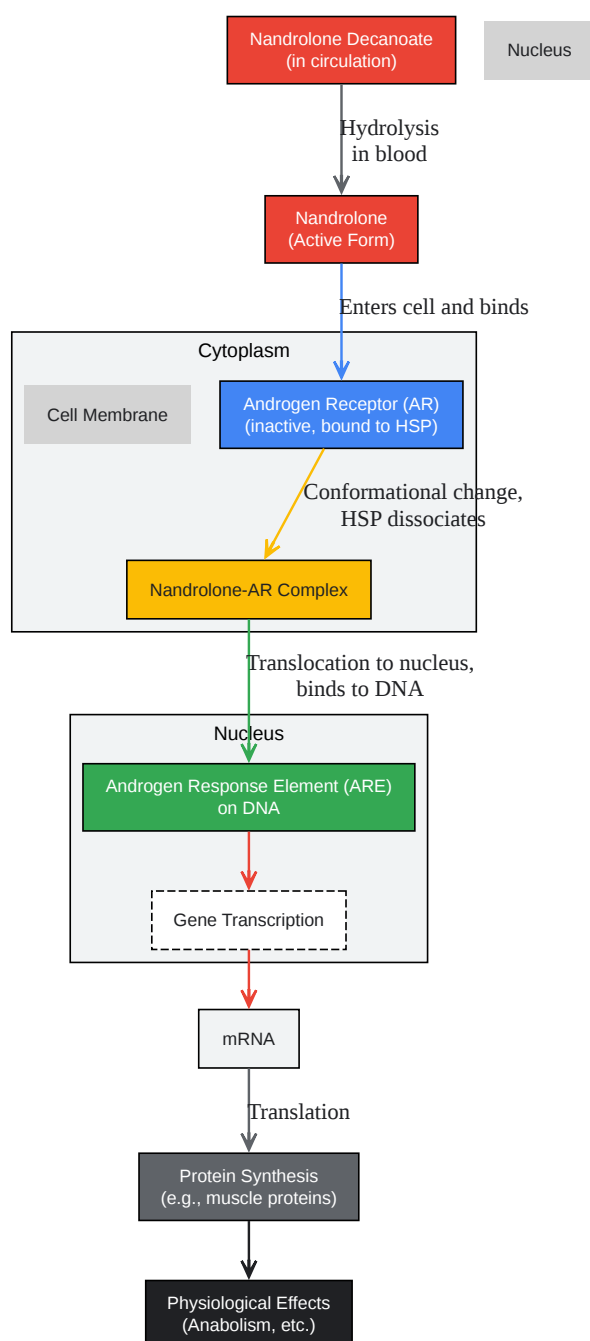 Nandrolone Decanoate
(in circulation)
Nucleus
Hydrolysis
in blood
Nandrolone
(Active Form)
Enters cell and binds
Cytoplasm
Cell Membrane
Androgen Receptor (AR)
(inactive, bound to HSP)
Conformational change,
HSP dissociates
Nandrolone-AR Complex
Translocation to nucleus,
binds to DNA
Nucleus
Androgen Response Element (ARE)
on DNA
Gene Transcription
mRNA
Translation
Protein Synthesis
(e.g., muscle proteins)
Physiological Effects
(Anabolism, etc.)